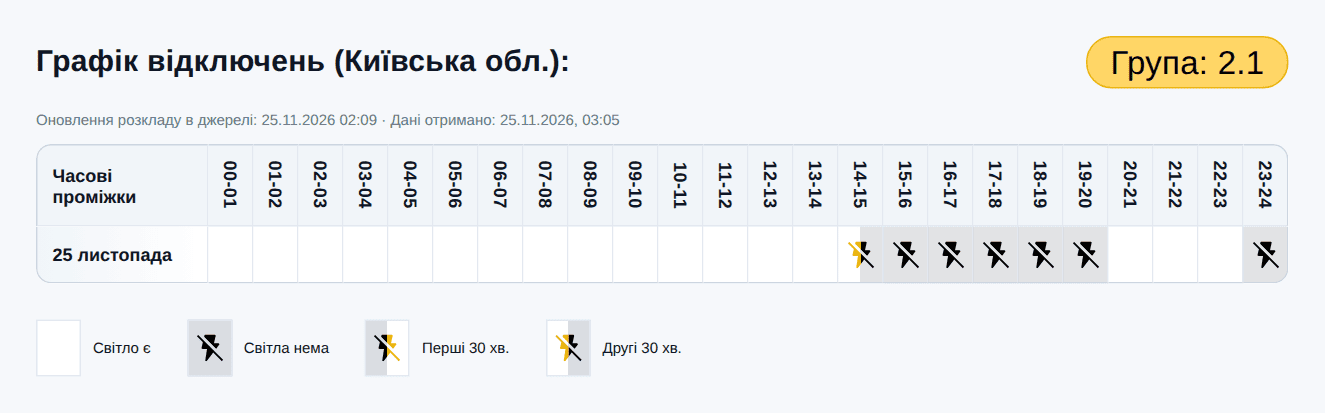 Графік відключень (Київська обл.):
Група: 2.1
Оновлення розкладу в джерелі: 25.11.2026 02:09 · Дані отримано: 25.11.2026, 03:05
Часові
проміжки
00-01
01-02
02-03
03-04
04-05
05-06
06-07
07-08
08-09
09-10
10-11
11-12
12-13
13-14
14-15
15-16
16-17
17-18
18-19
19-20
20-21
21-22
22-23
23-24
25 листопада
Світло є
Світла нема
Перші 30 хв.
Другі 30 хв.